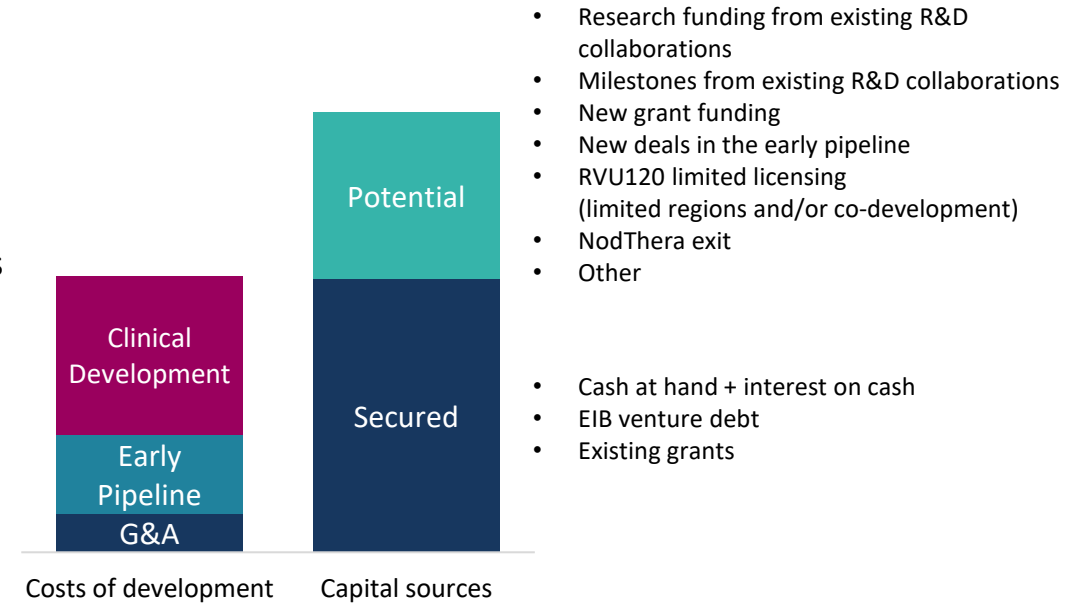 • Research funding from existing R&D
collaborations
• Milestones from existing R&D collaborations
• New grant funding
• New deals in the early pipeline
• RVU120 limited licensing
(limited regions and/or co-development)
• NodThera exit
• Other
Potential
s
Clinical
Development
Early
Pipeline
G&A
Secured
• Cash at hand + interest on cash
• EIB venture debt
• Existing grants
Costs of development
Capital sources